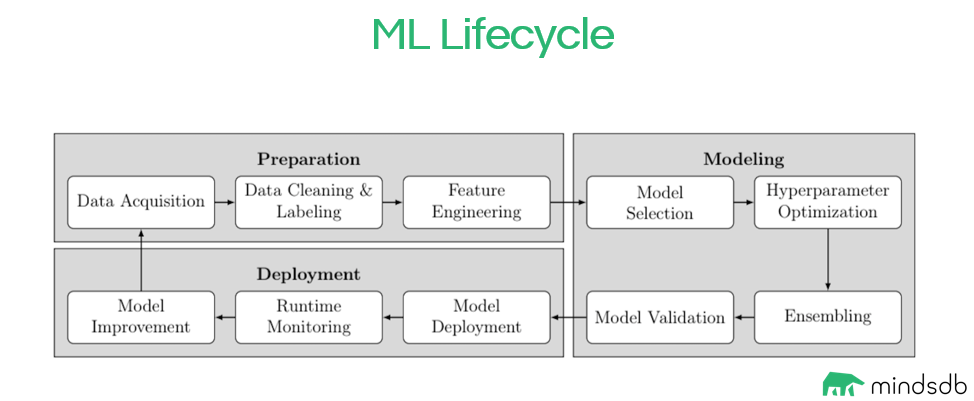 ML Lifecycle
Preparation
Data Acquisition
Data Cleaning &
Labeling
Feature
Engineering
Modeling
Model
Selection
Hyperparameter
Optimization
Ensembling
Model Validation
Deployment
Model
Deployment
Runtime
Monitoring
Model
Improvement
mindsdb